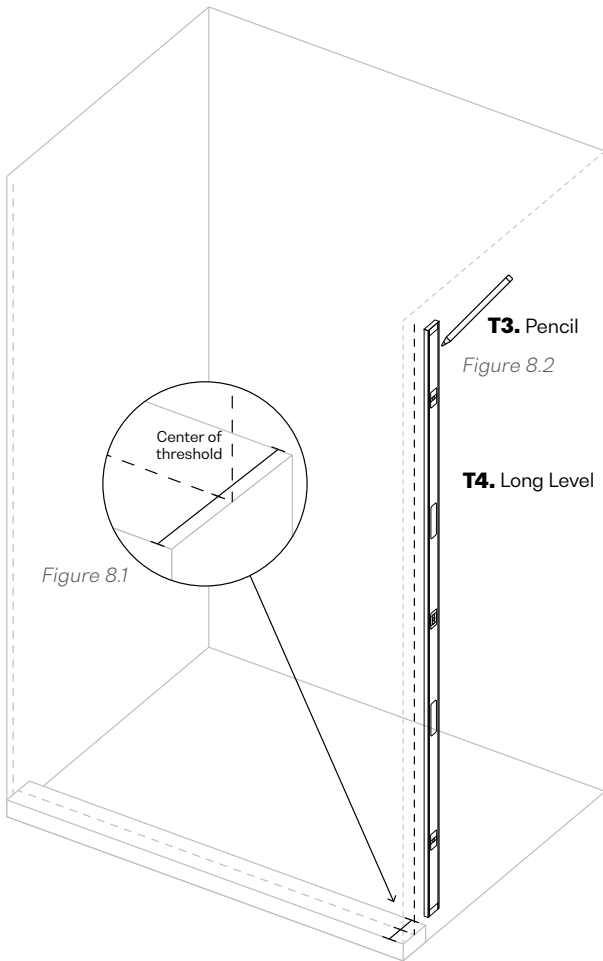 T3. Pencil
Figure 8.2
Center of
threshold
T4. Long Level
Figure 8.1